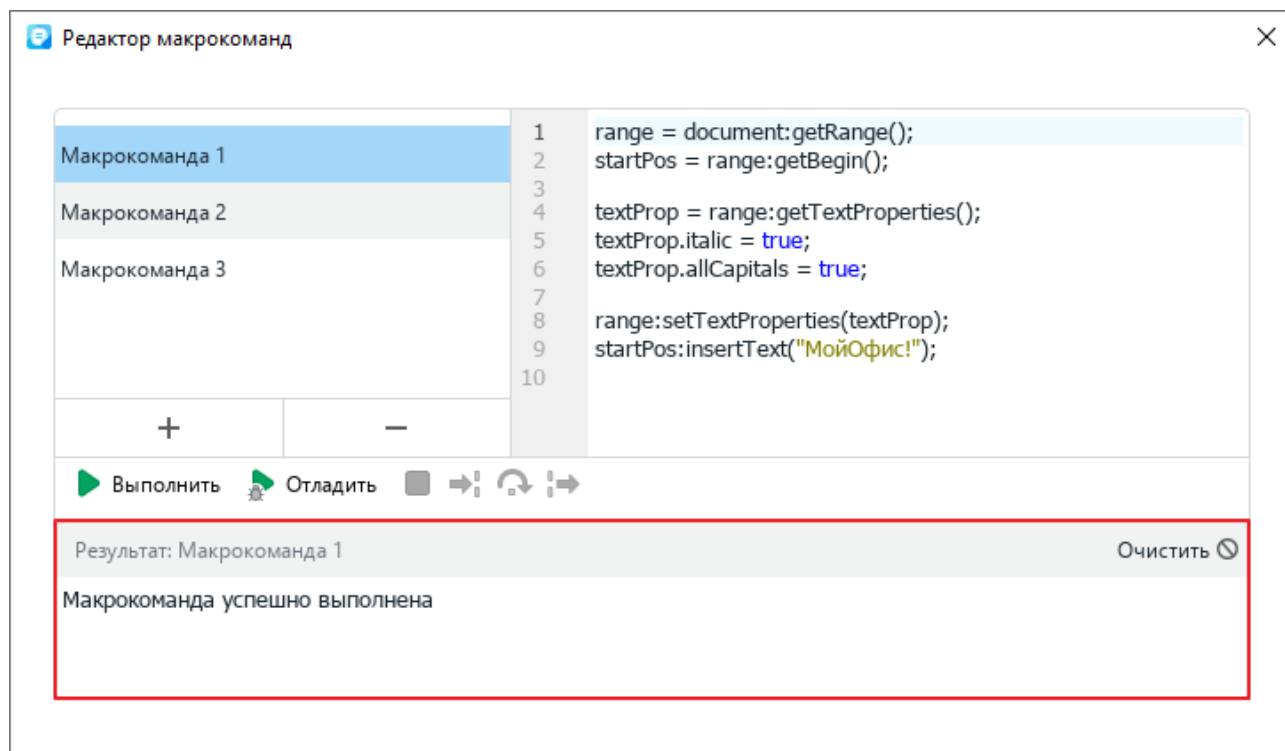 Редактор макрокоманд
Макрокоманда 1
Макрокоманда 2
Макрокоманда 3
1 range = document:getRange();
2 startPos = range:getBegin();
3
4 textProp = range:getTextProperties();
5 textProp.italic = true;
6 textProp.allCapitals = true;
7
8 range:setTextProperties(textProp);
9 startPos:insertText("МойОфис!");
10
Выполнить Отладить
Результат: Макрокоманда 1 Очистить
Макрокоманда успешно выполнена